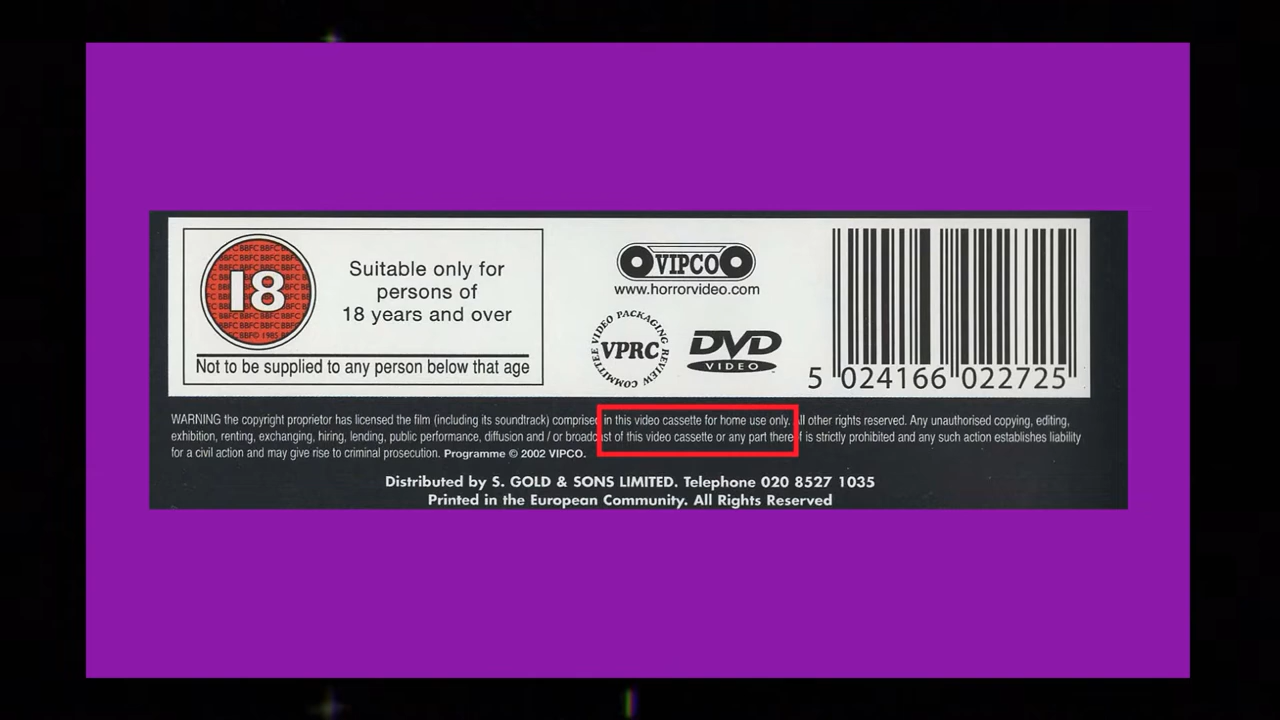 18
BBFC © 1985
Suitable only for
persons of
18 years and over
Not to be supplied to any person below that age
VIPCO
www.horrorvideo.com
VIDEO PACKAGING REVIEW COMMITTEE
VPRC
DVD
VIDEO
5 024166 022725
WARNING the copyright proprietor has licensed the film (including its soundtrack) comprised in this video cassette for home use only. All other rights reserved. Any unauthorised copying, editing,
exhibition, renting, exchanging, hiring, lending, public performance, diffusion and / or broadcast of this video cassette or any part thereof is strictly prohibited and any such action establishes liability
for a civil action and may give rise to criminal prosecution. Programme © 2002 VIPCO.
Distributed by S. GOLD & SONS LIMITED. Telephone 020 8527 1035
Printed in the European Community. All Rights Reserved